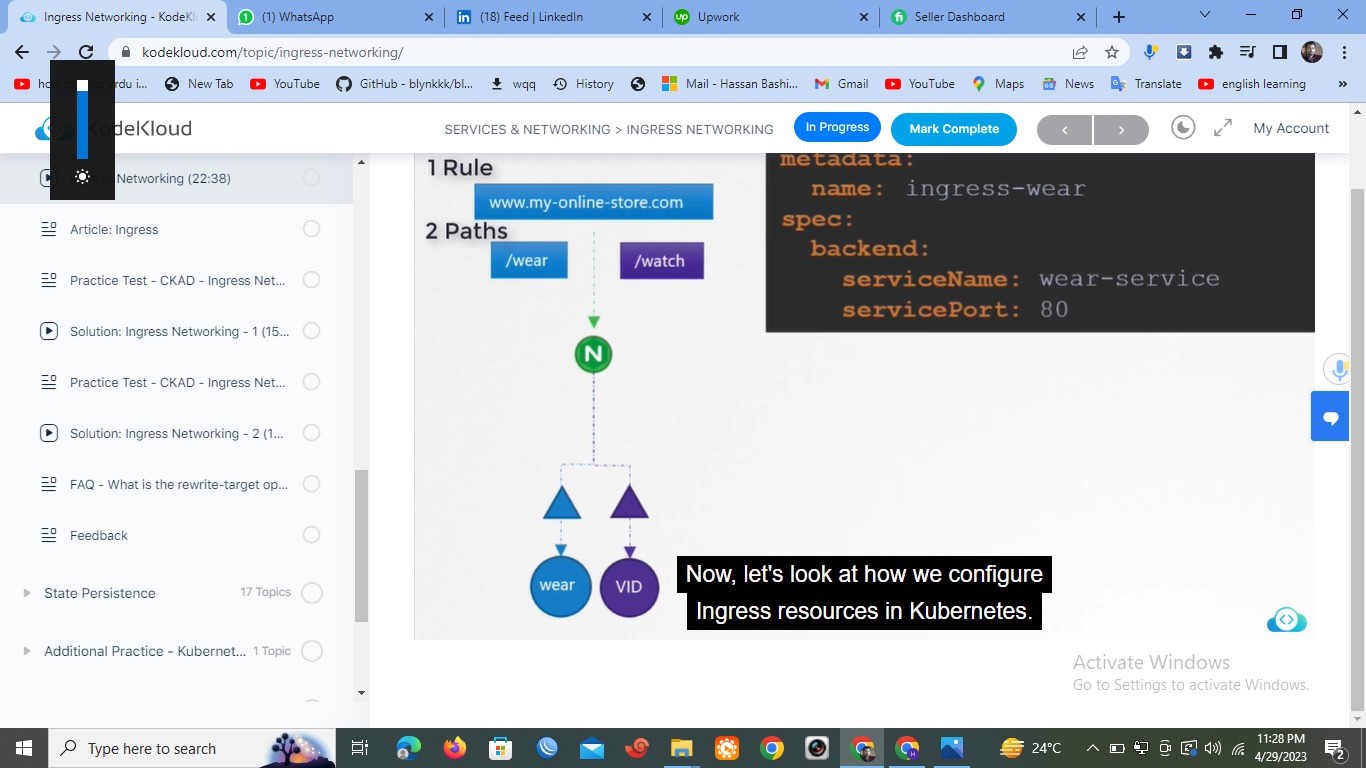 Ingress Networking - KodeKl
(1) WhatsApp
(18) Feed | LinkedIn
Upwork
Seller Dashboard
kodekloud.com/topic/ingress-networking/
how t
urdu i...
New Tab
YouTube
GitHub - blynkkk/bl...
wqq
History
Mail - Hassan Bashi...
Gmail
YouTube
Maps
News
Translate
english learning
»
KodeKloud
SERVICES & NETWORKING > INGRESS NETWORKING
In Progress
Mark Complete
My Account
Networking (22:38)
Article: Ingress
Practice Test - CKAD - Ingress Net...
Solution: Ingress Networking - 1 (15...
Practice Test - CKAD - Ingress Net...
Solution: Ingress Networking - 2 (1...
FAQ - What is the rewrite-target op...
Feedback
State Persistence
17 Topics
Additional Practice - Kubernet...
1 Topic
1 Rule
www.my-online-store.com
2 Paths
/wear
/watch
N
wear
VID
metadata:
name: ingress-wear
spec:
backend:
serviceName: wear-service
servicePort: 80
Now, let's look at how we configure
Ingress resources in Kubernetes.
Activate Windows
Go to Settings to activate Windows.
Type here to search
24°C
11:28 PM
4/29/2023
2